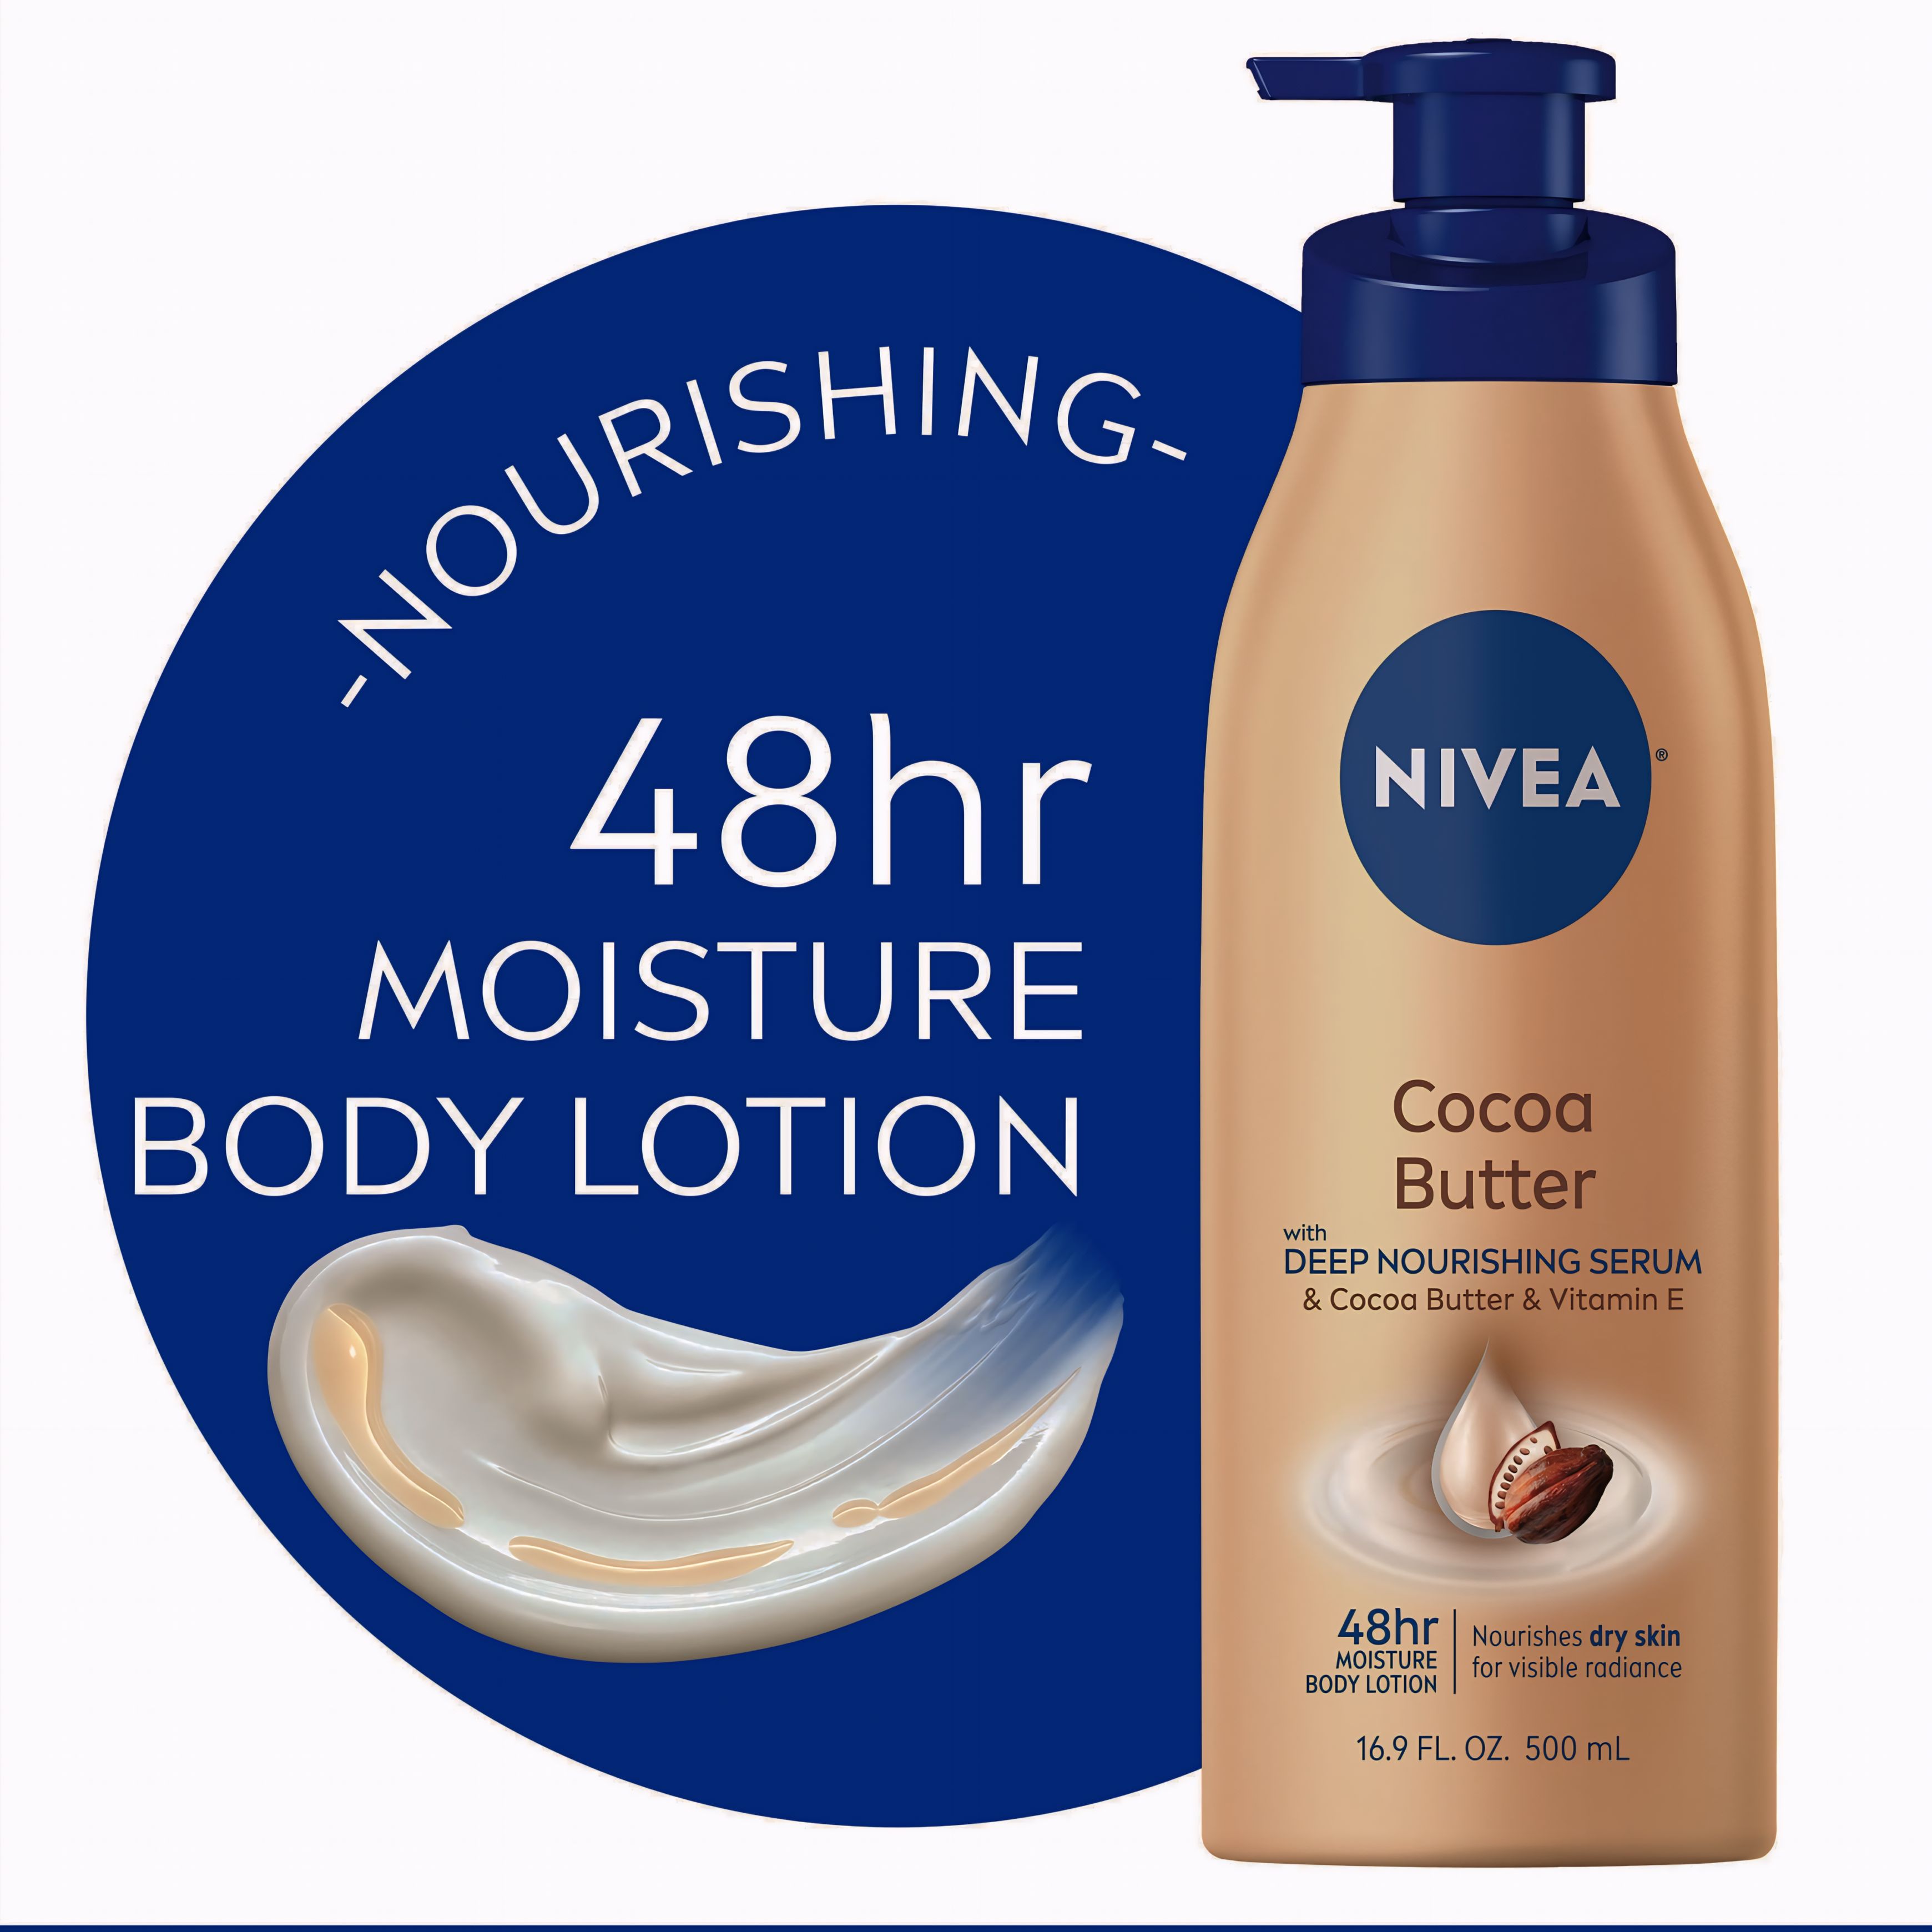 -NOURISHING-
48hr
MOISTURE
BODY LOTION
NIVEA®
Cocoa
Butter
with
DEEP NOURISHING SERUM
& Cocoa Butter & Vitamin E
48hr
MOISTURE
BODY LOTION
Nourishes dry skin
for visible radiance
16.9 FL. OZ. 500 mL